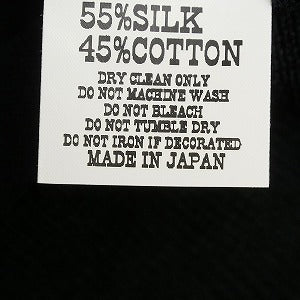 55%SILK
45%COTTON
DRY CLEAN ONLY
DO NOT MACHINE WASH
DO NOT BLEACH
DO NOT TUMBLE DRY
DO NOT IRON IF DECORATED
MADE IN JAPAN